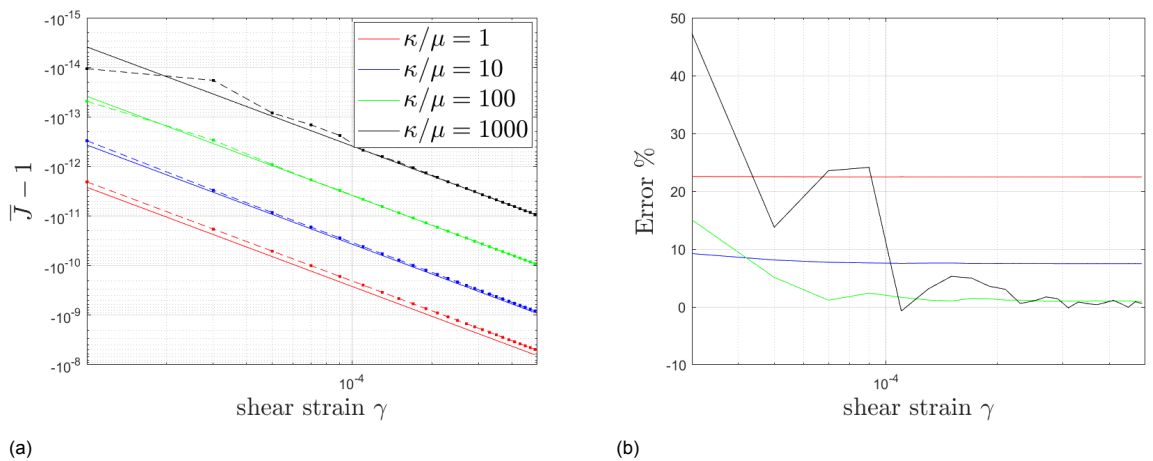 -10^-15
-10^-14
-10^-13
-10^-12
-10^-11
-10^-10
-10^-9
-10^-8
J̅ − 1
κ/μ = 1
κ/μ = 10
κ/μ = 100
κ/μ = 1000
10^-4
shear strain γ
(a)
50
40
30
20
10
0
-10
Error %
10^-4
shear strain γ
(b)